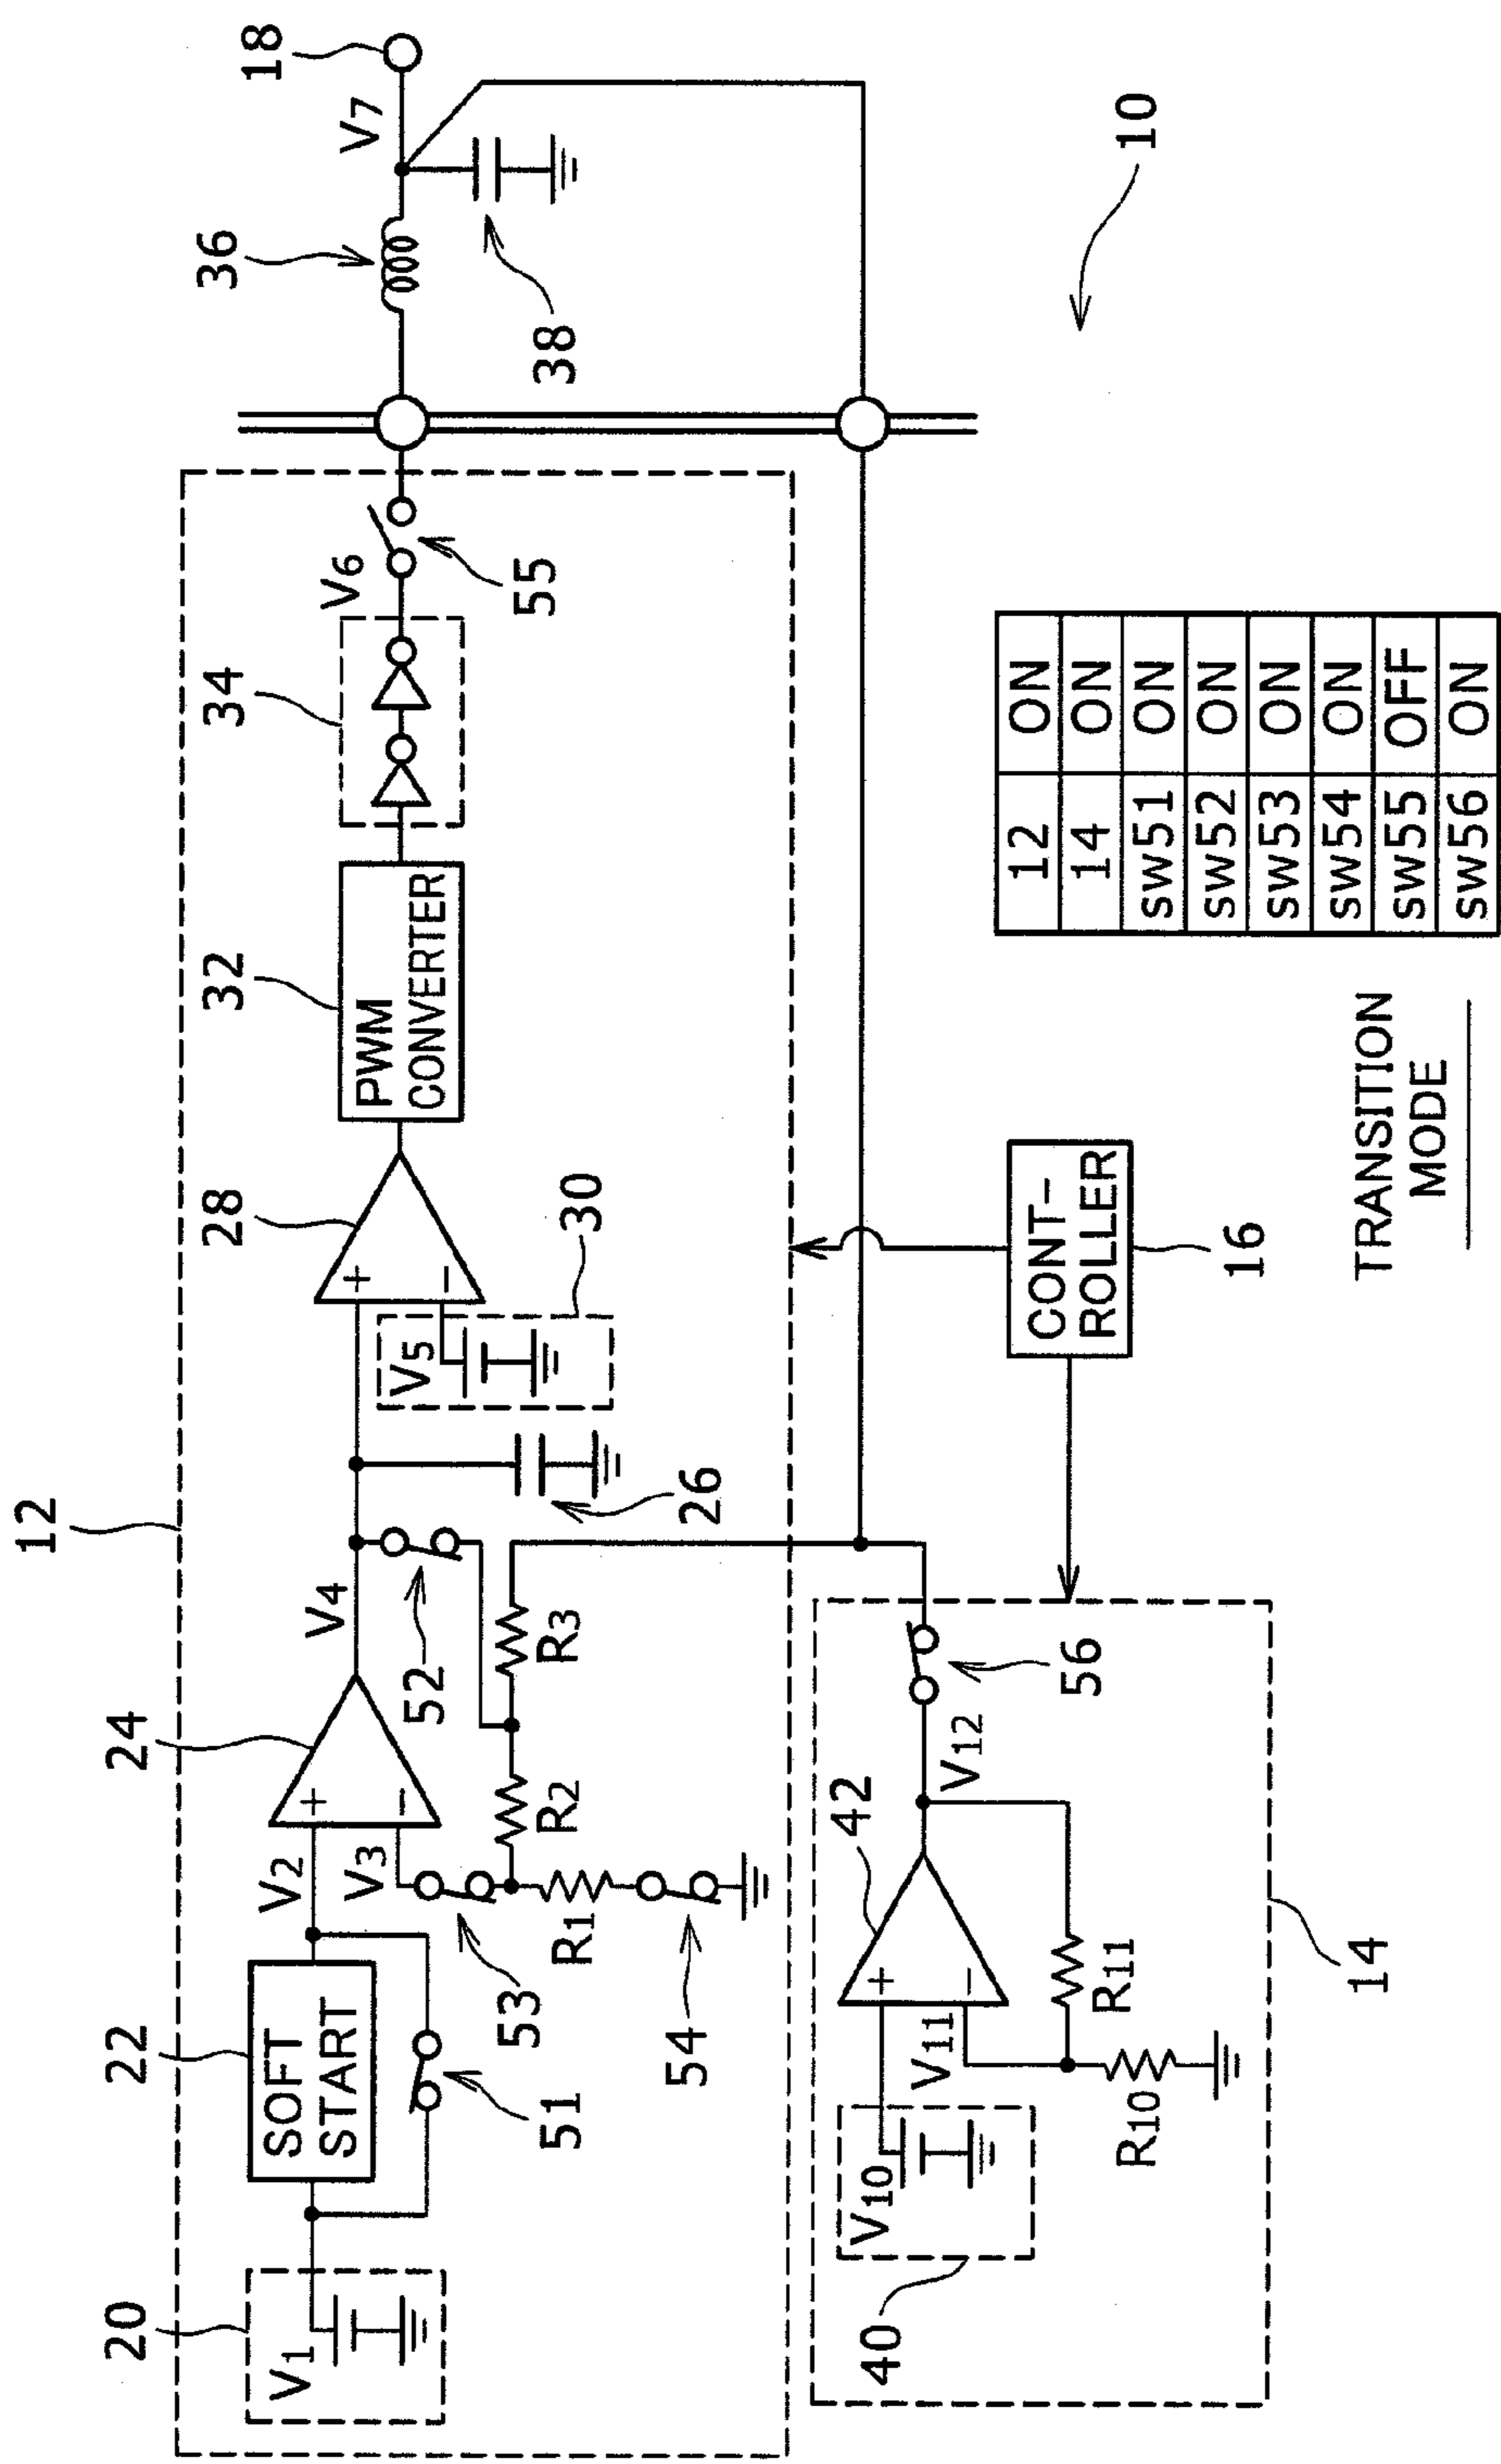 12
20
22
24
28
32
34
36
18
V1
SOFT
START
51
V2
V3
+
−
53
R1
54
R2
52
R3
V4
26
+
−
V5
30
PWM
CONVERTER
V6
55
38
V7
10
40
V10
V11
+
−
42
R10
R11
V12
56
14
CONT-
ROLLER
16
TRANSITION
MODE
12 ON
14 ON
sw51 ON
sw52 ON
sw53 ON
sw54 ON
sw55 OFF
sw56 ON